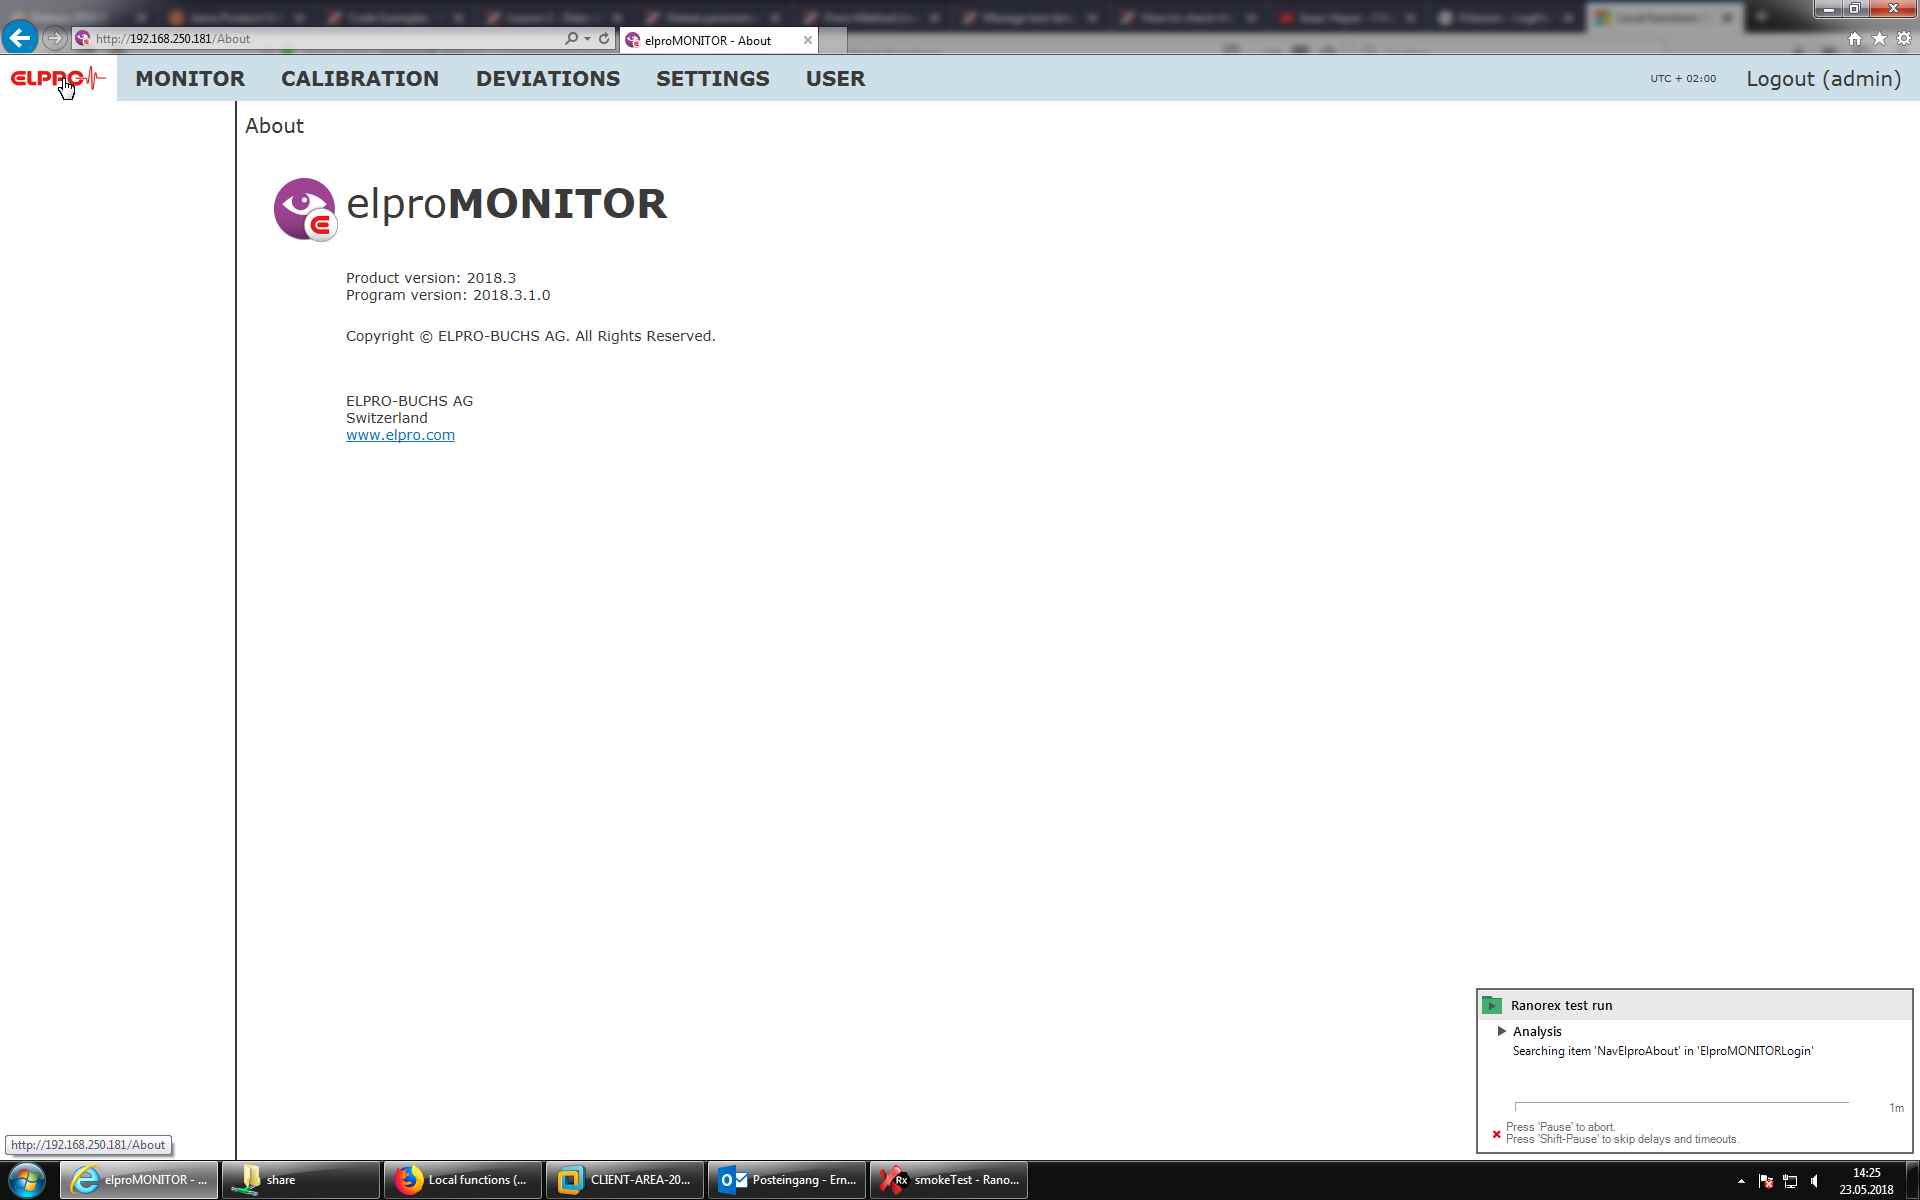 http://192.168.250.181/About
elproMONITOR - About
ELPRO
MONITOR CALIBRATION DEVIATIONS SETTINGS USER
UTC + 02:00
Logout (admin)
About
elproMONITOR
Product version: 2018.3
Program version: 2018.3.1.0
Copyright © ELPRO-BUCHS AG. All Rights Reserved.
ELPRO-BUCHS AG
Switzerland
www.elpro.com
Ranorex test run
Analysis
Searching item 'NavElproAbout' in 'ElproMONITORLogin'
1m
Press 'Pause' to abort.
Press 'Shift-Pause' to skip delays and timeouts.
http://192.168.250.181/About
elproMONITOR - ...
share
Local functions (...
CLIENT-AREA-20...
Posteingang - Ern...
Rx
smokeTest - Rano...
14:25
23.05.2018